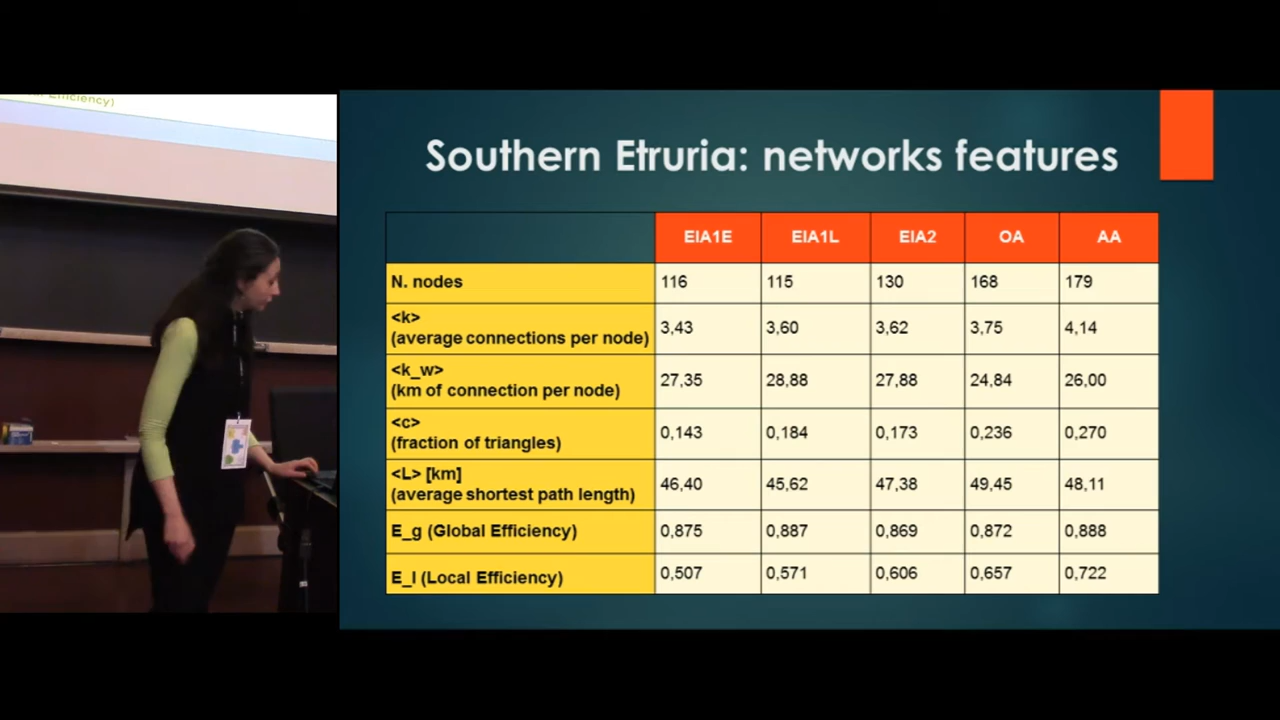 Efficiency)
Southern Etruria: networks features
EIA1E EIA1L EIA2 OA AA
N. nodes 116 115 130 168 179
<k>
(average connections per node) 3,43 3,60 3,62 3,75 4,14
<k_w>
(km of connection per node) 27,35 28,88 27,88 24,84 26,00
<c>
(fraction of triangles) 0,143 0,184 0,173 0,236 0,270
<L> [km]
(average shortest path length) 46,40 45,62 47,38 49,45 48,11
E_g (Global Efficiency) 0,875 0,887 0,869 0,872 0,888
E_l (Local Efficiency) 0,507 0,571 0,606 0,657 0,722